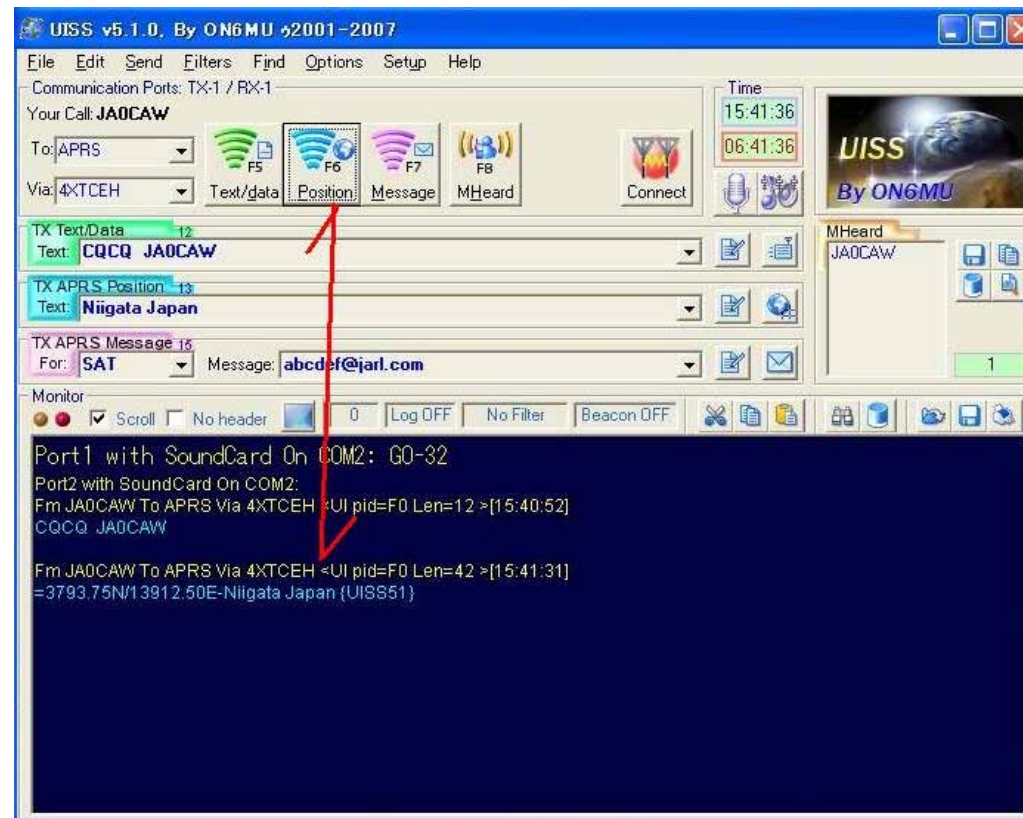 UISS v5.1.0, By ON6MU 2001-2007
File Edit Send Filters Find Options Setup Help
Communication Ports: TX-1 / RX-1
Time
Your Call: JA0CAW
15:41:36
To: APRS
F5 F6 F7 F8
06:41:36
UISS
Via: 4XTCEH
Text/data Position Message MHeard Connect
By ON6MU
TX Text/Data 12
MHeard
Text: CQCQ JA0CAW
JA0CAW
TX APRS Position 13
Text: Niigata Japan
TX APRS Message 15
For: SAT Message: abcdef@jarl.com
1
Monitor
Scroll No header 0 Log OFF No Filter Beacon OFF
Port1 with SoundCard On COM2: GO-32
Port2 with SoundCard On COM2:
Fm JA0CAW To APRS Via 4XTCEH <UI pid=F0 Len=12 >[15:40:52]
CQCQ JA0CAW
Fm JA0CAW To APRS Via 4XTCEH <UI pid=F0 Len=42 >[15:41:31]
=3793.75N/13912.50E-Niigata Japan {UISS51}